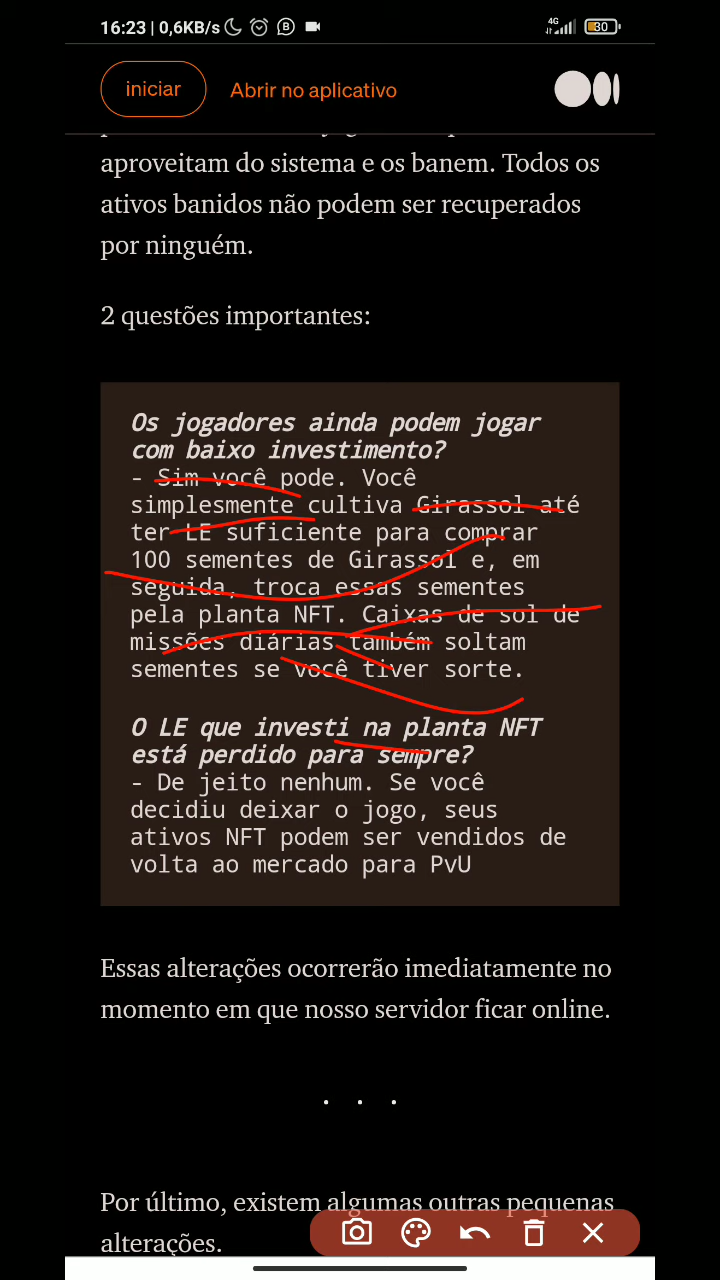 16:23 | 0,6KB/s
4G
30
iniciar
Abrir no aplicativo
aproveitam do sistema e os banem. Todos os
ativos banidos não podem ser recuperados
por ninguém.
2 questões importantes:
Os jogadores ainda podem jogar
com baixo investimento?
- Sim você pode. Você
simplesmente cultiva Girassol até
ter LE suficiente para comprar
100 sementes de Girassol e, em
seguida, troca essas sementes
pela planta NFT. Caixas de sol de
missões diárias também soltam
sementes se você tiver sorte.
O LE que investi na planta NFT
está perdido para sempre?
- De jeito nenhum. Se você
decidiu deixar o jogo, seus
ativos NFT podem ser vendidos de
volta ao mercado para PvU
Essas alterações ocorrerão imediatamente no
momento em que nosso servidor ficar online.
. . .
Por último, existem algumas outras pequenas
alterações.